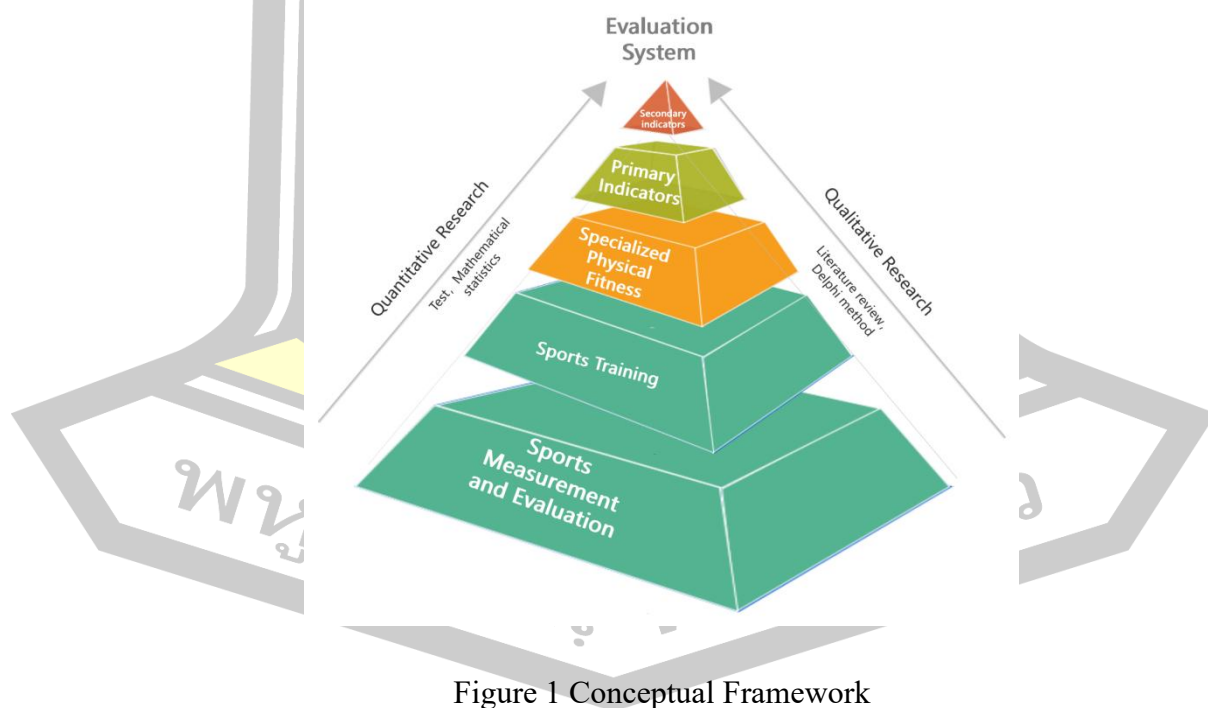 Evaluation
System
Secondary
indicators
Primary
Indicators
Specialized
Physical
Fitness
Sports Training
Sports
Measurement
and Evaluation
Quantitative Research
Test, Mathematical
statistics
Qualitative Research
Literature review,
Delphi method
Figure 1 Conceptual Framework